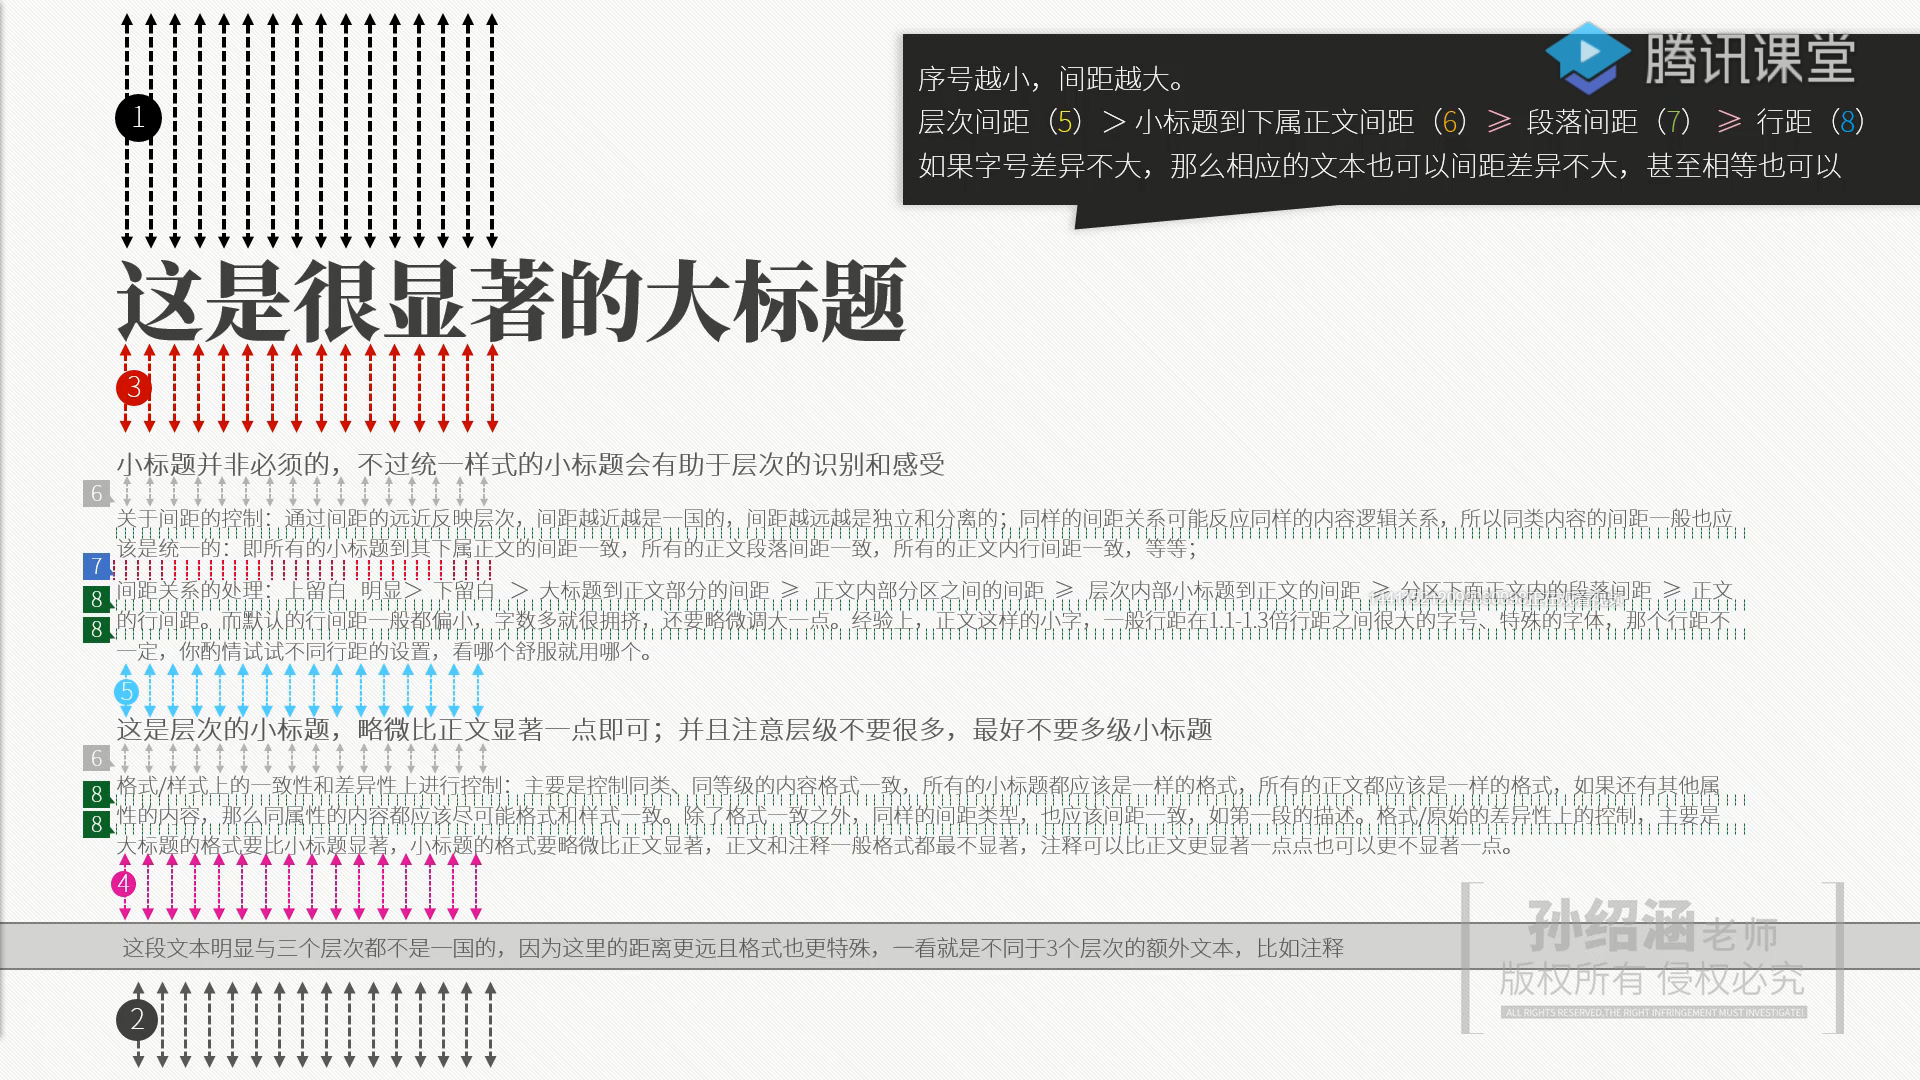 腾讯课堂
序号越小，间距越大。
层次间距（5）＞小标题到下属正文间距（6）≥ 段落间距（7） ≥ 行距（8）
如果字号差异不大，那么相应的文本也可以间距差异不大，甚至相等也可以
1
这是很显著的大标题
3
小标题并非必须的，不过统一样式的小标题会有助于层次的识别和感受
6
关于间距的控制：通过间距的远近反映层次，间距越近越是一国的，间距越远越是独立和分离的；同样的间距关系可能反应同样的内容逻辑关系，所以同类内容的间距一般也应
该是统一的：即所有的小标题到其下属正文的间距一致，所有的正文段落间距一致，所有的正文内行间距一致，等等；
7
间距关系的处理：上留白 明显＞ 下留白 ＞ 大标题到正文部分的间距 ≥ 正文内部分区之间的间距 ≥ 层次内部小标题到正文的间距 ≥ 分区下面正文内的段落间距 ≥ 正文
8
的行间距。而默认的行间距一般都偏小，字数多就很拥挤，还要略微调大一点。经验上，正文这样的小字，一般行距在1.1-1.3倍行距之间很大的字号、特殊的字体，那个行距不
8
一定，你酌情试试不同行距的设置，看哪个舒服就用哪个。
5
这是层次的小标题，略微比正文显著一点即可；并且注意层级不要很多，最好不要多级小标题
6
格式/样式上的一致性和差异性上进行控制：主要是控制同类、同等级的内容格式一致，所有的小标题都应该是一样的格式，所有的正文都应该是一样的格式，如果还有其他属
8
性的内容，那么同属性的内容都应该尽可能格式和样式一致。除了格式一致之外，同样的间距类型，也应该间距一致，如第一段的描述。格式/原始的差异性上的控制，主要是
8
大标题的格式要比小标题显著，小标题的格式要略微比正文显著，正文和注释一般格式都最不显著，注释可以比正文更显著一点点也可以更不显著一点。
4
这段文本明显与三个层次都不是一国的，因为这里的距离更远且格式也更特殊，一看就是不同于3个层次的额外文本，比如注释
2
孙绍涵老师
版权所有 侵权必究
ALL RIGHTS RESERVED,THE RIGHT INFRINGEMENT MUST INVESTIGATE!